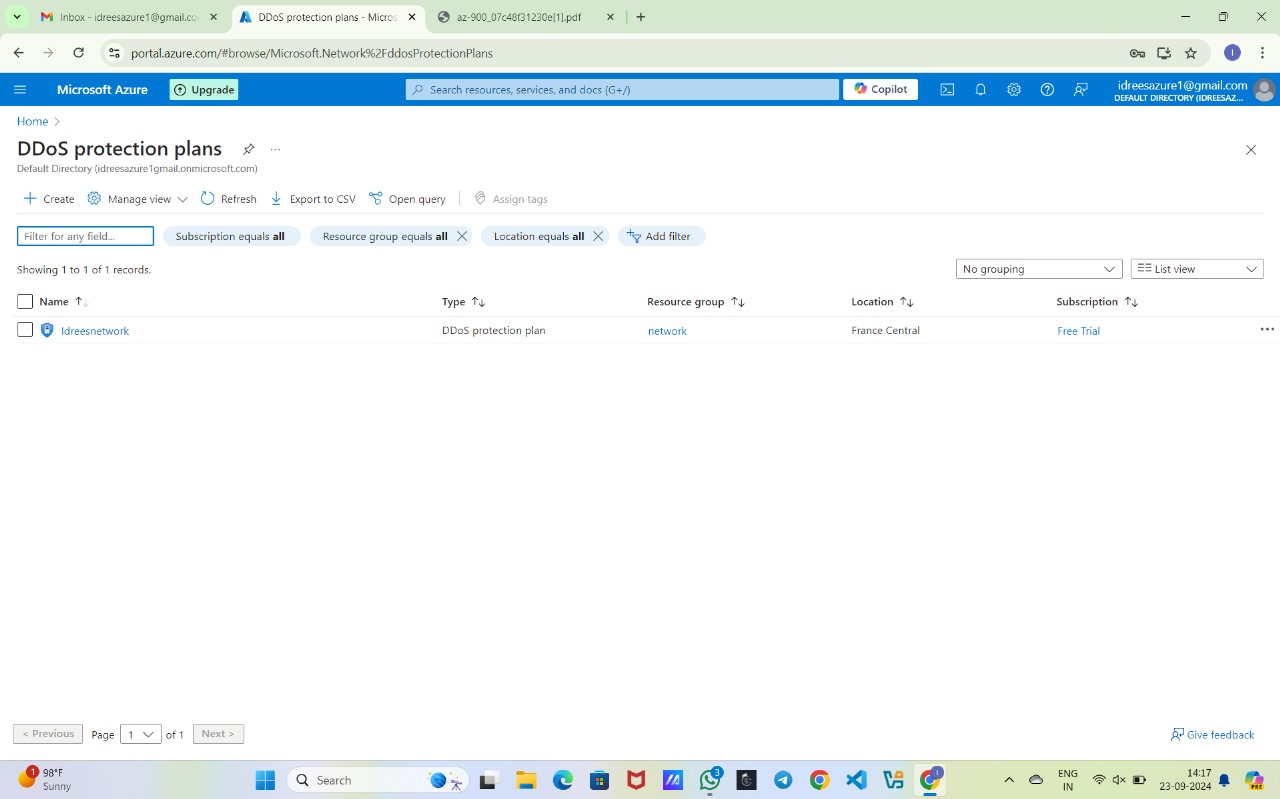 Inbox - idreesazure1@gmail.co
DDoS protection plans - Micros
az-900_07c48f31230e[1].pdf
portal.azure.com/#browse/Microsoft.Network%2FddosProtectionPlans
I
Microsoft Azure
Upgrade
Search resources, services, and docs (G+/)
Copilot
idreesazure1@gmail.com
DEFAULT DIRECTORY (IDREESAZ...
Home >
DDoS protection plans
...
Default Directory (idreesazure1gmail.onmicrosoft.com)
+ Create
Manage view
Refresh
Export to CSV
Open query
Assign tags
Filter for any field...
Subscription equals all
Resource group equals all
Location equals all
Add filter
Showing 1 to 1 of 1 records.
No grouping
List view
Name
Type
Resource group
Location
Subscription
Idreesnetwork
DDoS protection plan
network
France Central
Free Trial
...
< Previous
Page 1 of 1
Next >
Give feedback
1
98°F
Sunny
Search
3
ENG
IN
14:17
23-09-2024
PRE